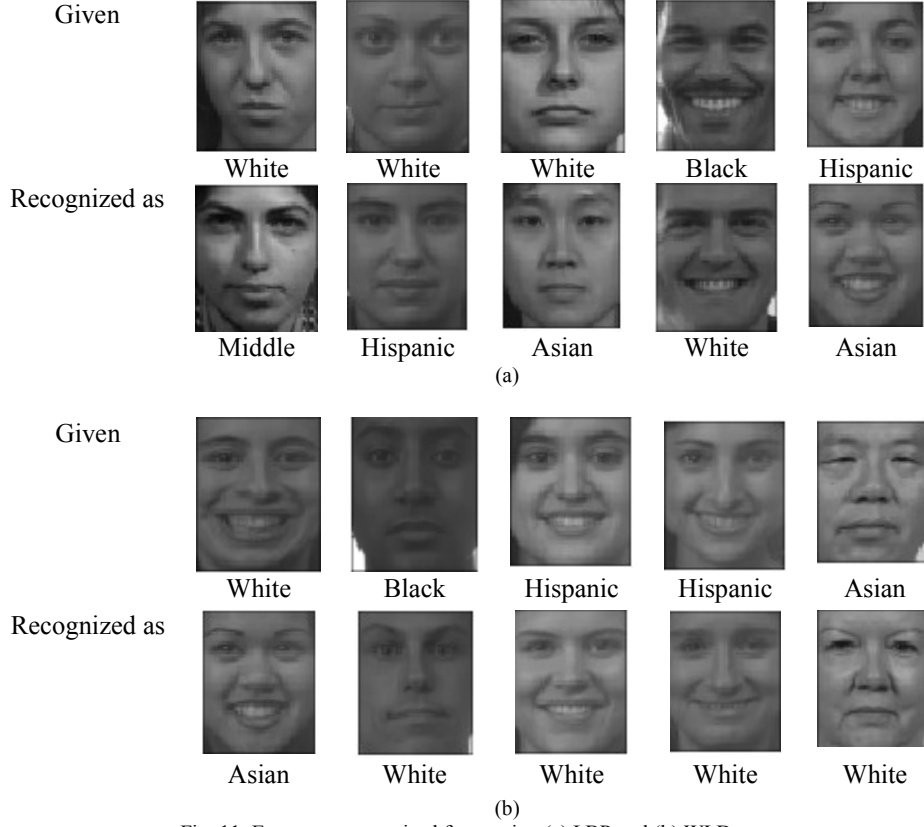 Given
White White White Black Hispanic
Recognized as
Middle Hispanic Asian White Asian
(a)
Given
White Black Hispanic Hispanic Asian
Recognized as
Asian White White White White
(b)